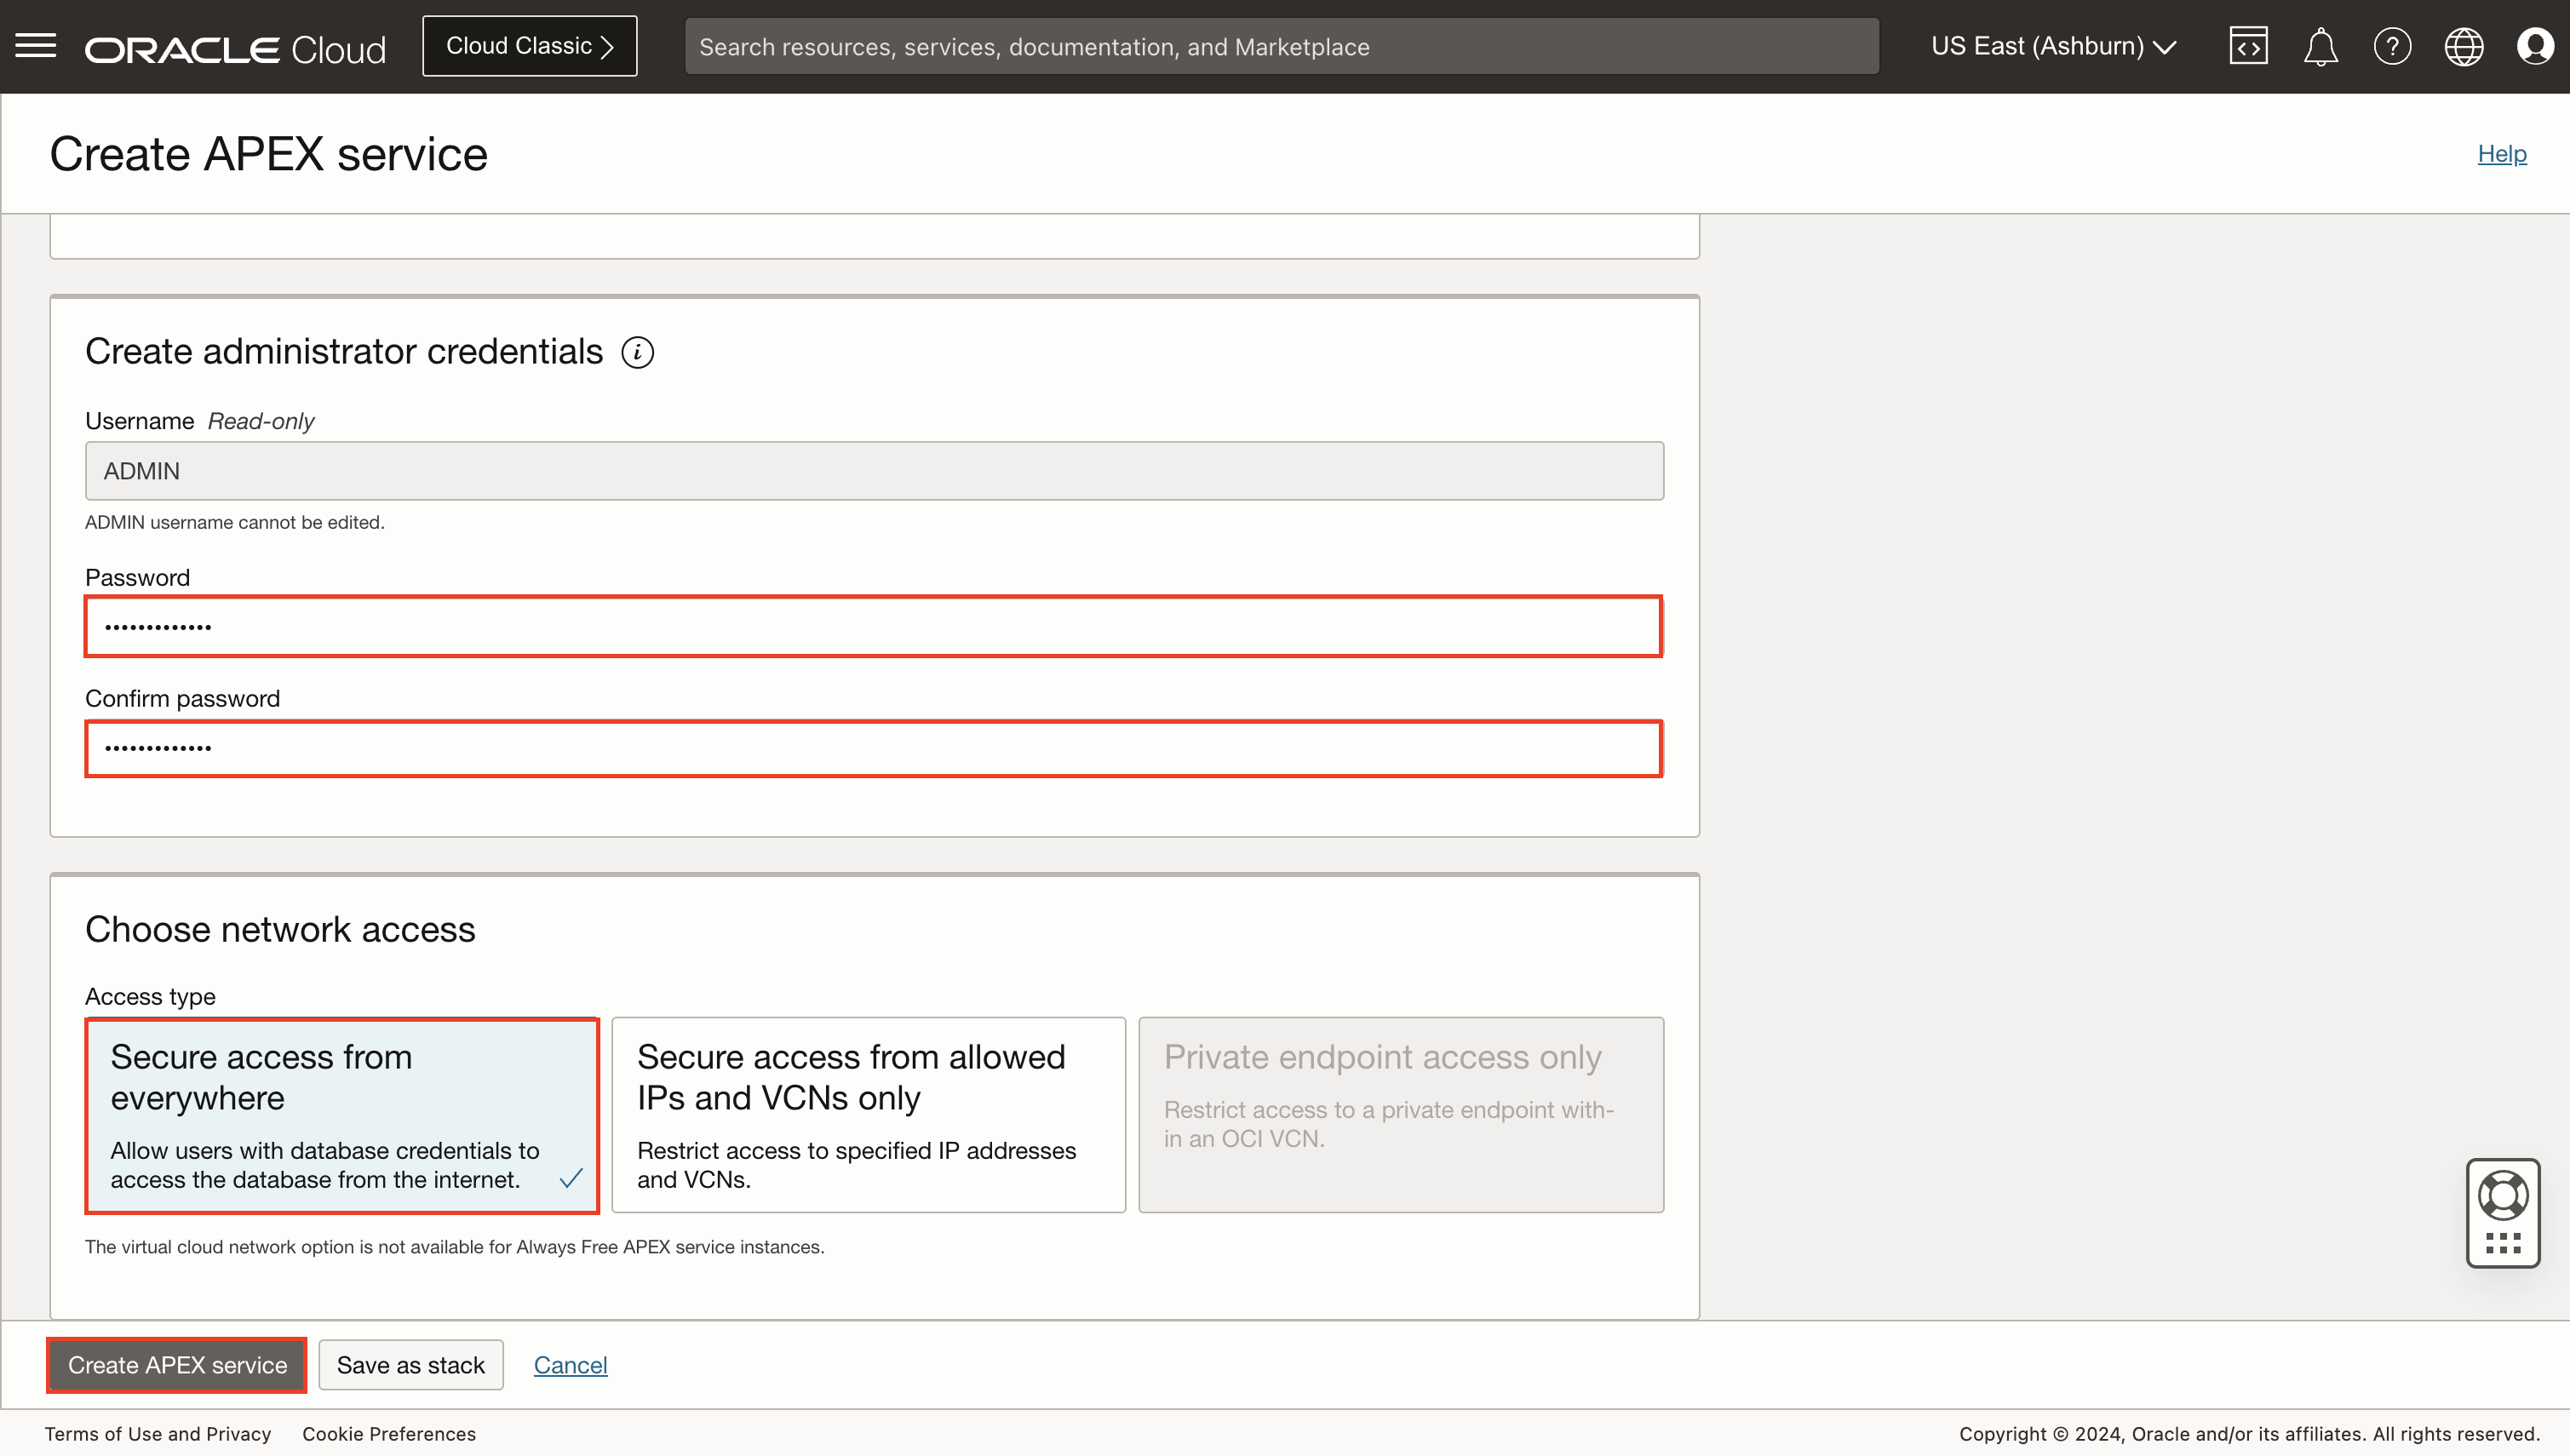 ORACLE Cloud
Cloud Classic
Search resources, services, documentation, and Marketplace
US East (Ashburn)
Create APEX service
Help
Create administrator credentials
Username Read-only
ADMIN
ADMIN username cannot be edited.
Password
•••••••••••••
Confirm password
•••••••••••••
Choose network access
Access type
Secure access from
everywhere
Allow users with database credentials to
access the database from the internet.
Secure access from allowed
IPs and VCNs only
Restrict access to specified IP addresses
and VCNs.
Private endpoint access only
Restrict access to a private endpoint with-
in an OCI VCN.
The virtual cloud network option is not available for Always Free APEX service instances.
Create APEX service
Save as stack
Cancel
Terms of Use and Privacy
Cookie Preferences
Copyright © 2024, Oracle and/or its affiliates. All rights reserved.